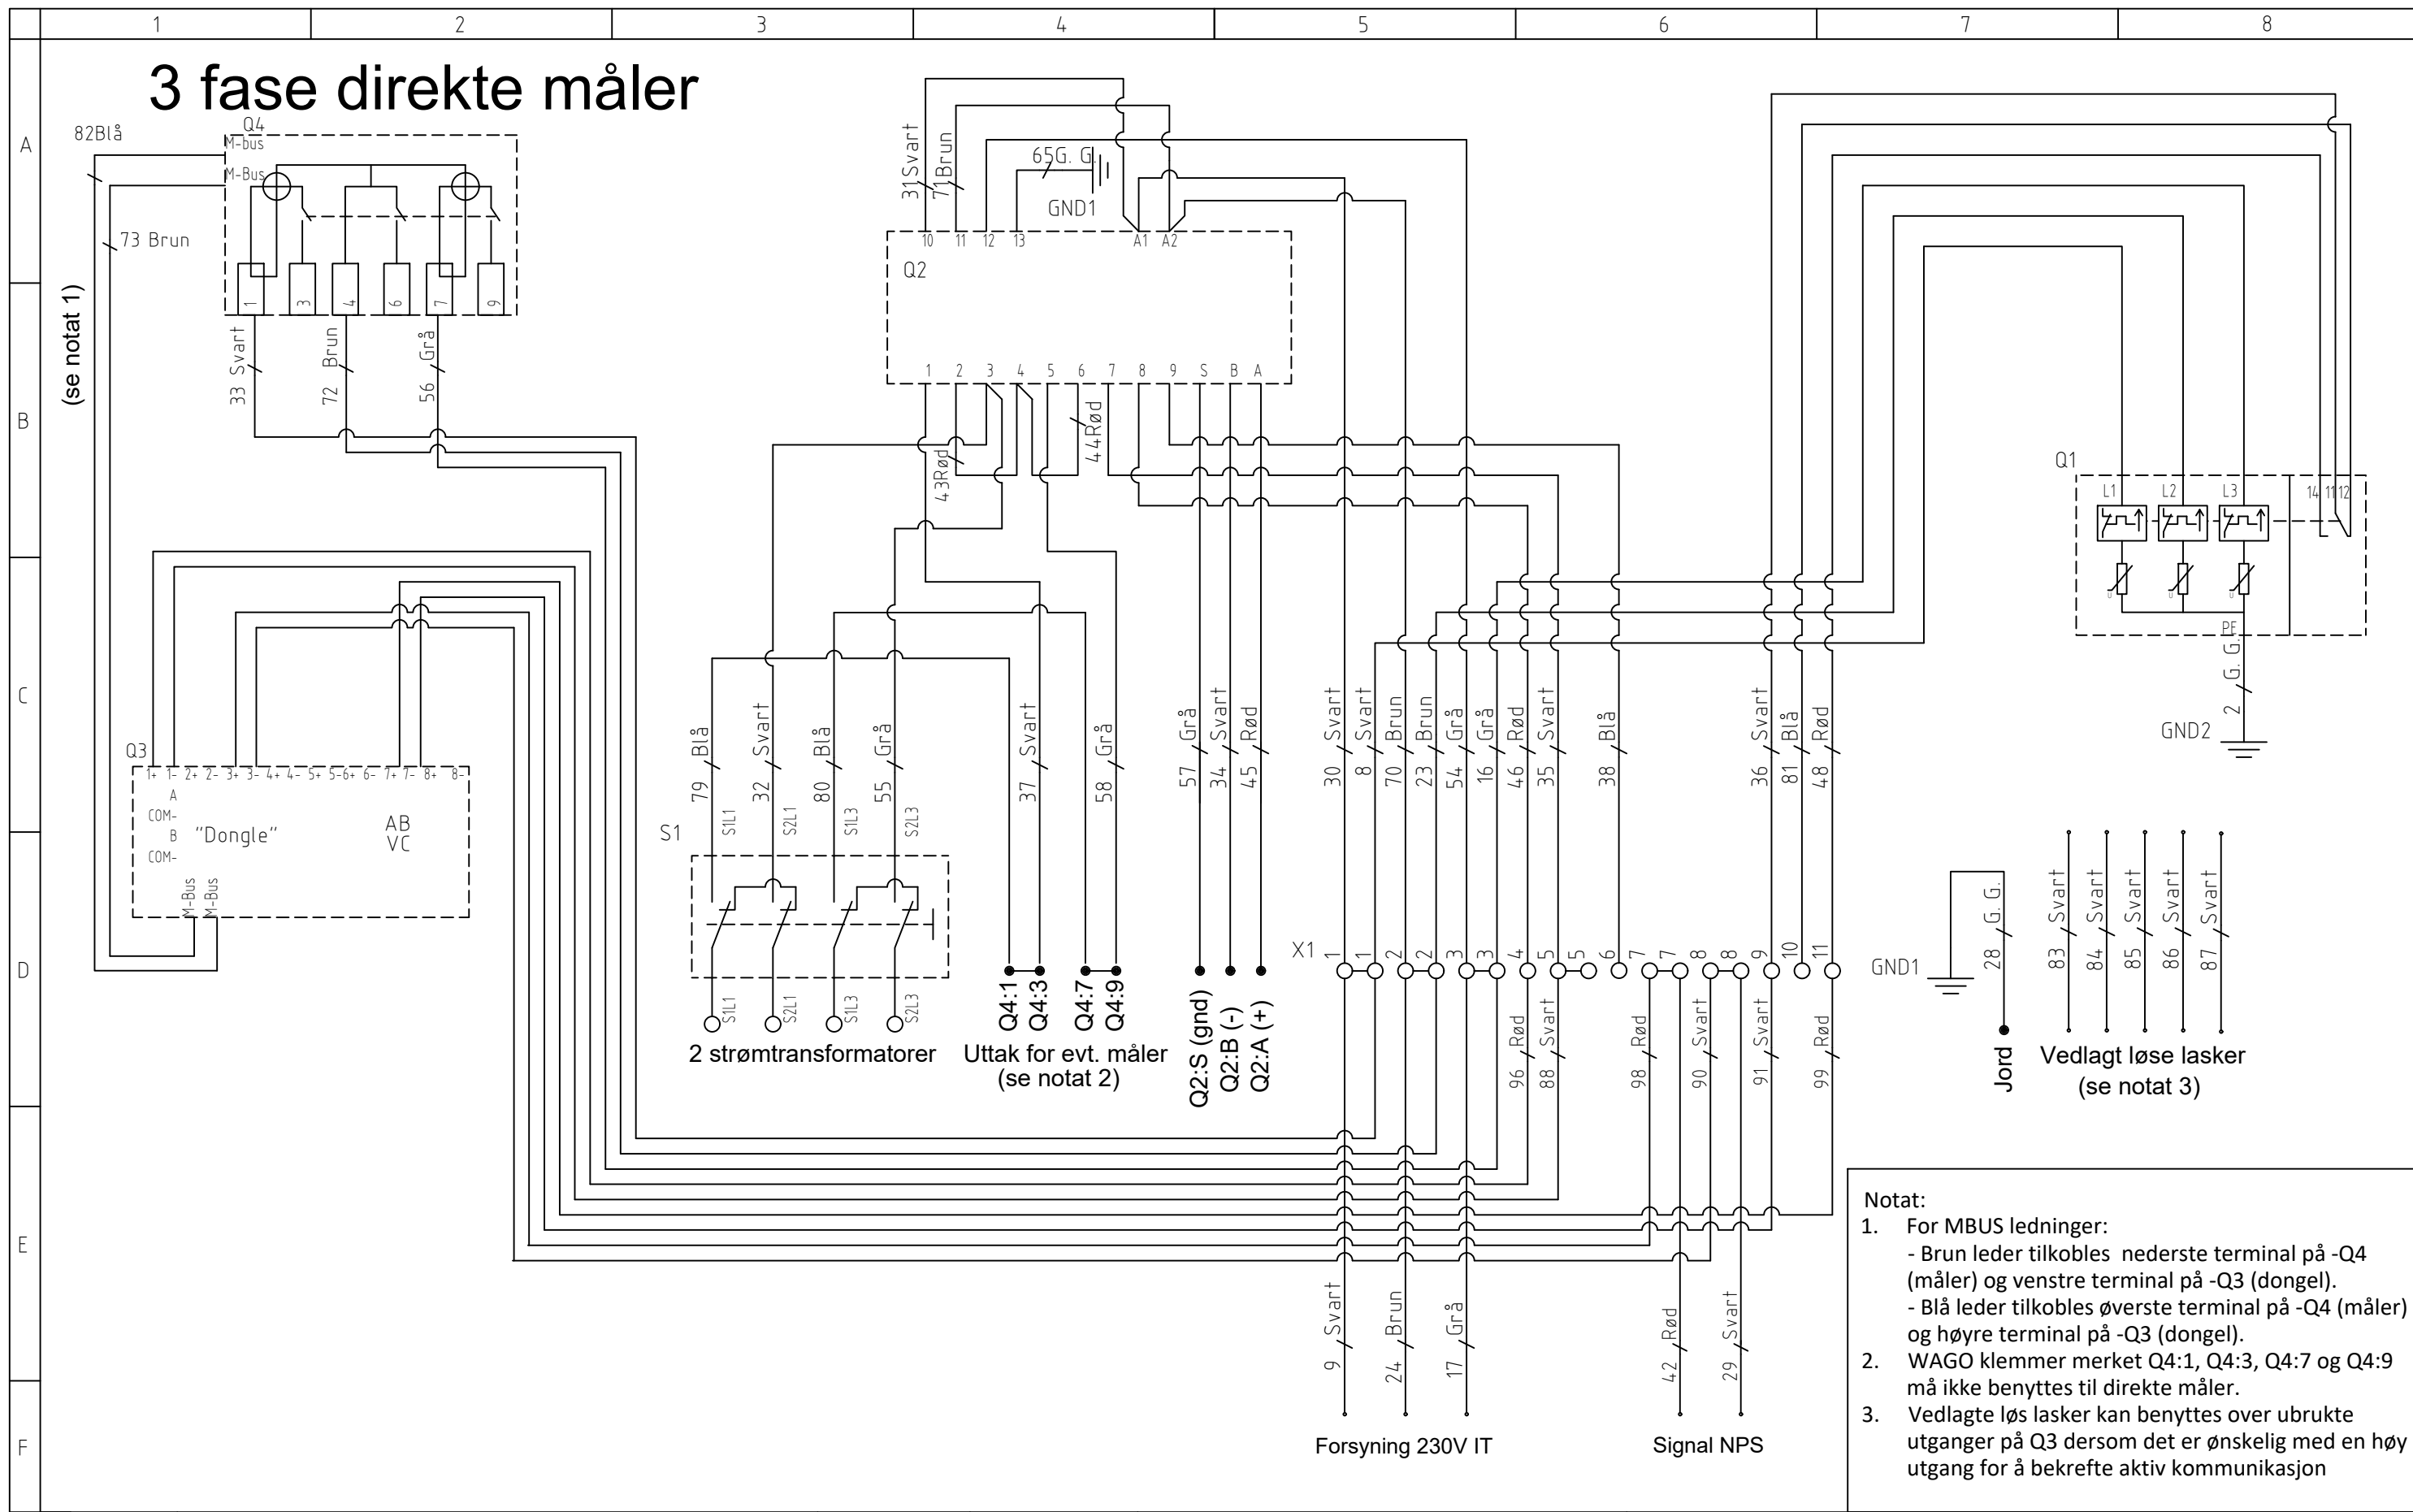 1 2 3 4 5 6 7 8
A
B
C
D
E
F
3 fase direkte måler
82Blå
73 Brun
(se notat 1)
Q4
M-bus
M-Bus
1 3 4 6 7 9
33 Svart
72 Brun
56 Grå
31Svart
71Brun
65G. G.
GND1
10 11 12 13 A1 A2
Q2
1 2 3 4 5 6 7 8 9 S B A
43Rød
44Rød
Q1
L1 L2 L3 14 11 12
U U U
PE
2 G. G.
GND2
Q3
1+ 1- 2+ 2- 3+ 3- 4+ 4- 5+ 5-6+ 6- 7+ 7- 8+ 8-
A
COM-
B
COM-
"Dongle"
AB
VC
M-Bus
M-Bus
79 Blå
32 Svart
80 Blå
55 Grå
37 Svart
58 Grå
57 Grå
34 Svart
45 Rød
30 Svart
8 Svart
70 Brun
23 Brun
54 Grå
16 Grå
46 Rød
35 Svart
38 Blå
36 Svart
81 Blå
48 Rød
S1
S1L1 S2L1 S1L3 S2L3
S1L1 S2L1 S1L3 S2L3
2 strømtransformatorer
Q4:1
Q4:3
Q4:7
Q4:9
Uttak for evt. måler
(se notat 2)
Q2:S (gnd)
Q2:B (-)
Q2:A (+)
X1
1 1 2 2 3 3 4 5 5 6 7 7 8 8 9 10 11
96 Rød
88 Svart
98 Rød
90 Svart
91 Svart
99 Rød
GND1
28 G. G.
Jord
83 Svart
84 Svart
85 Svart
86 Svart
87 Svart
Vedlagt løse lasker
(se notat 3)
9 Svart
24 Brun
17 Grå
42 Rød
29 Svart
Forsyning 230V IT
Signal NPS
Notat:
1. For MBUS ledninger:
- Brun leder tilkobles nederste terminal på -Q4
(måler) og venstre terminal på -Q3 (dongel).
- Blå leder tilkobles øverste terminal på -Q4 (måler)
og høyre terminal på -Q3 (dongel).
2. WAGO klemmer merket Q4:1, Q4:3, Q4:7 og Q4:9
må ikke benyttes til direkte måler.
3. Vedlagte løs lasker kan benyttes over ubrukte
utganger på Q3 dersom det er ønskelig med en høy
utgang for å bekrefte aktiv kommunikasjon